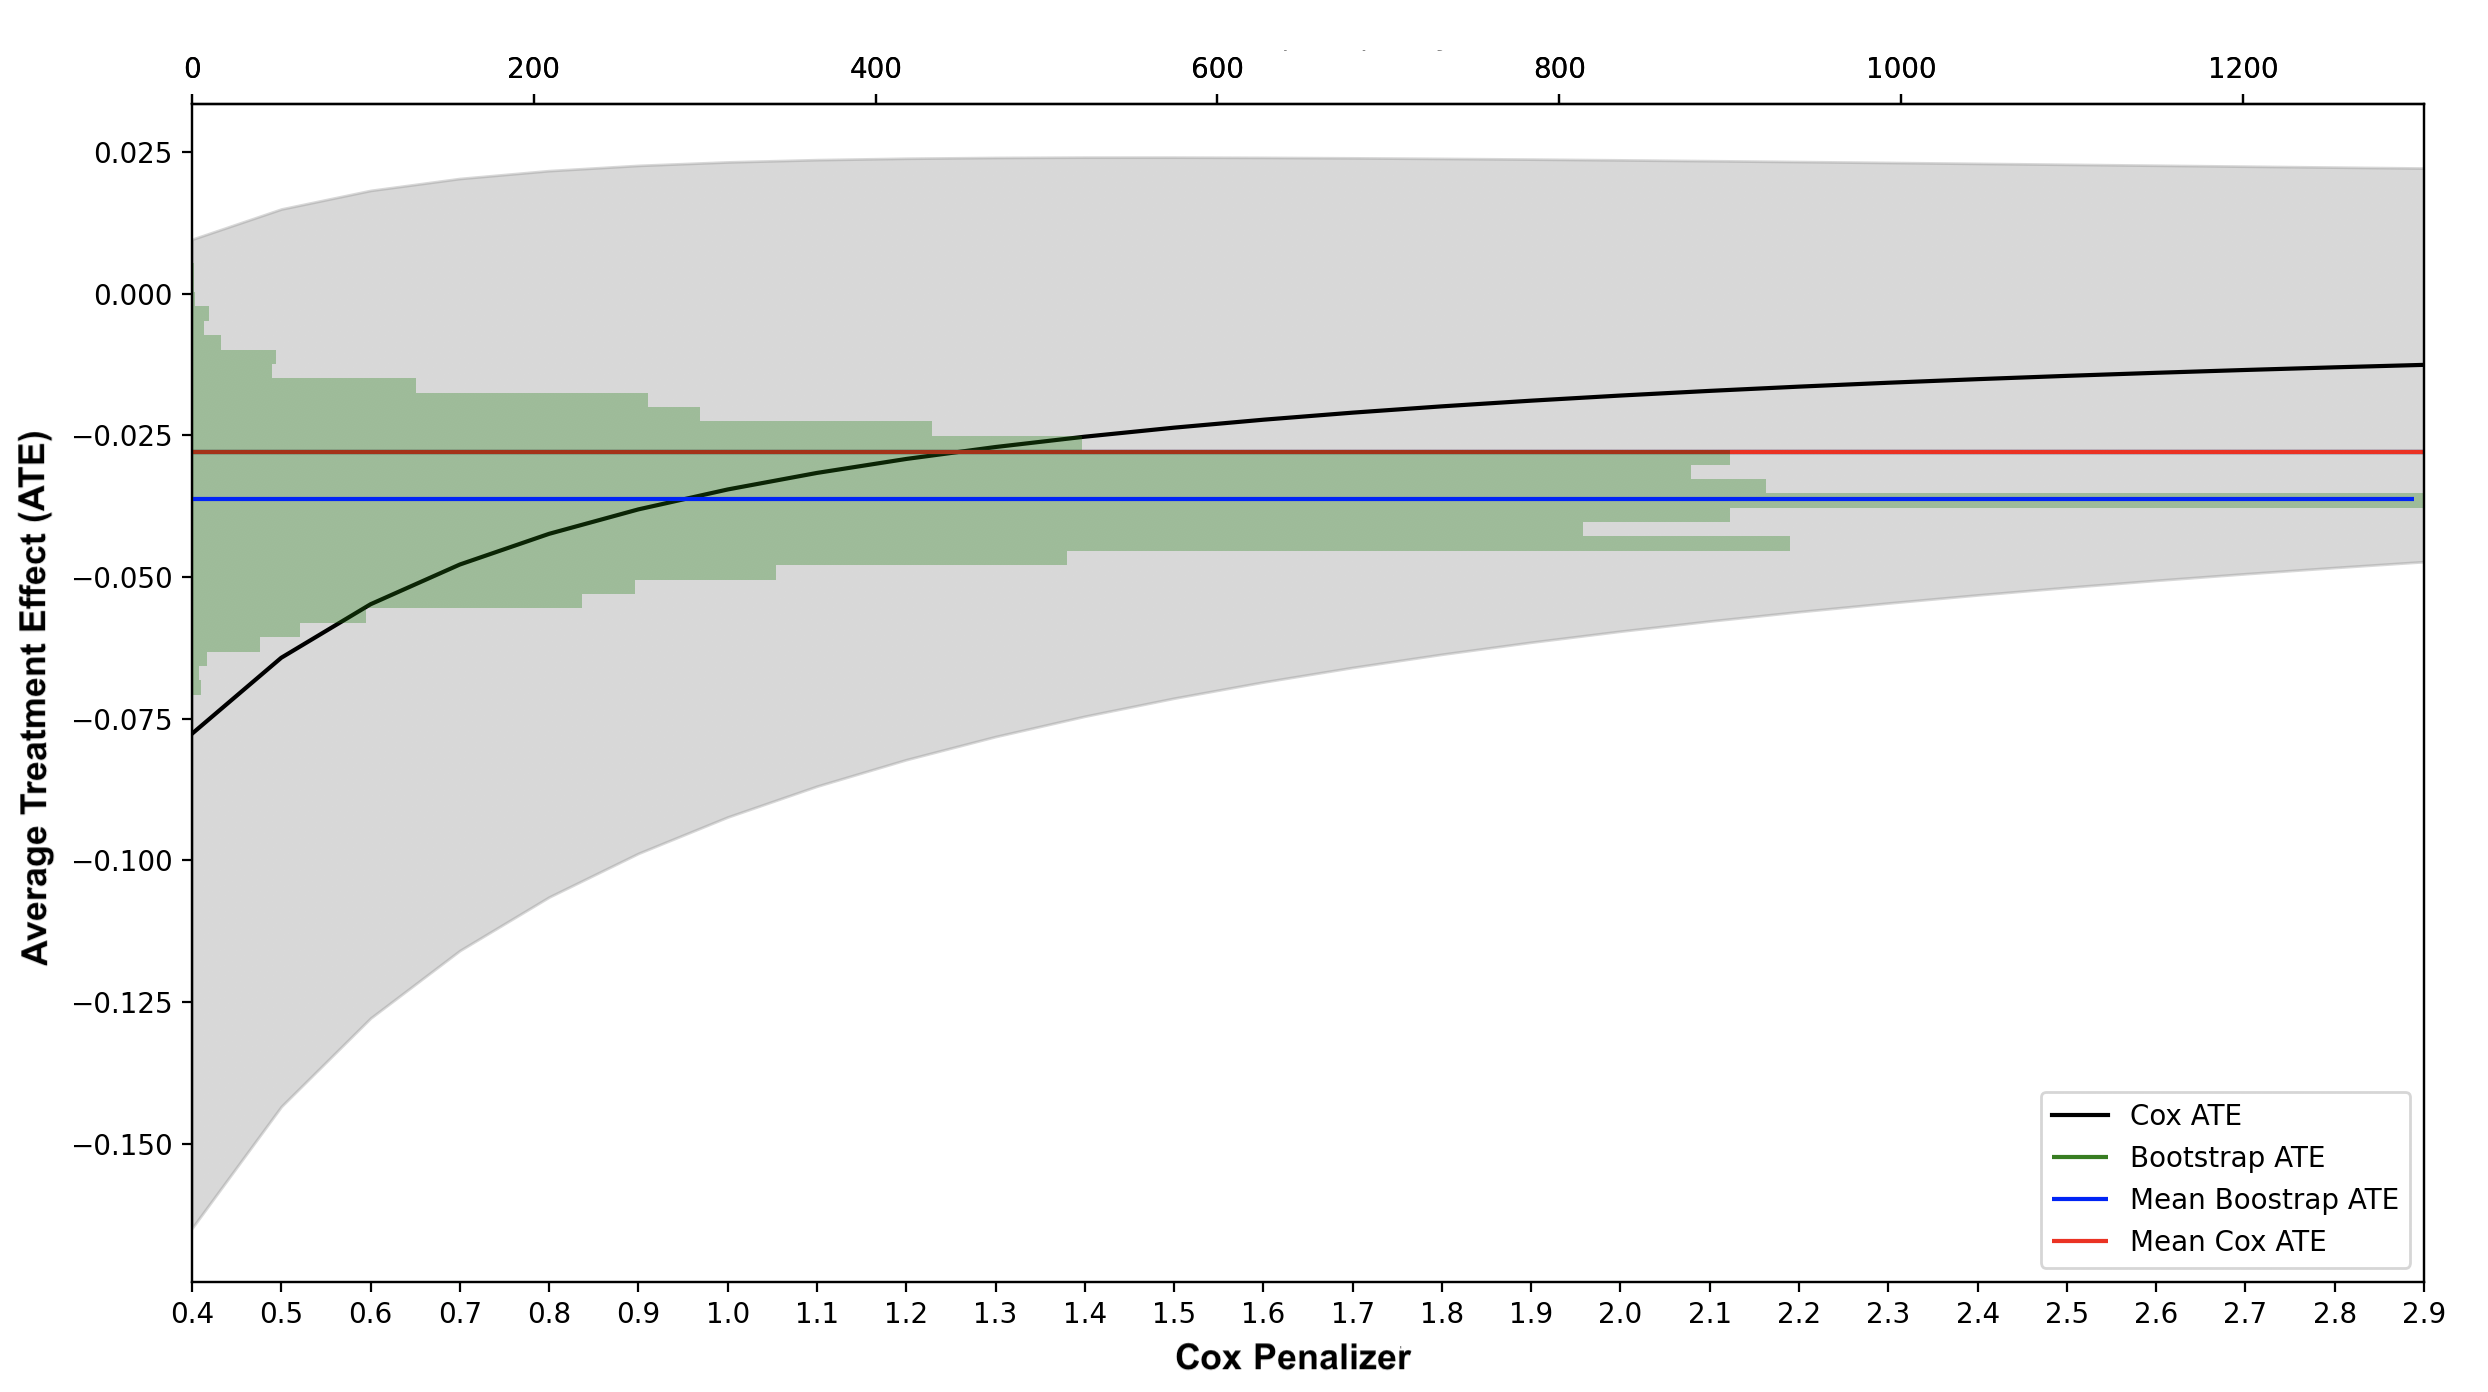 0 200 400 600 800 1000 1200
0.025
0.000
−0.025
−0.050
−0.075
−0.100
−0.125
−0.150
Average Treatment Effect (ATE)
Cox ATE
Bootstrap ATE
Mean Boostrap ATE
Mean Cox ATE
0.4 0.5 0.6 0.7 0.8 0.9 1.0 1.1 1.2 1.3 1.4 1.5 1.6 1.7 1.8 1.9 2.0 2.1 2.2 2.3 2.4 2.5 2.6 2.7 2.8 2.9
Cox Penalizer